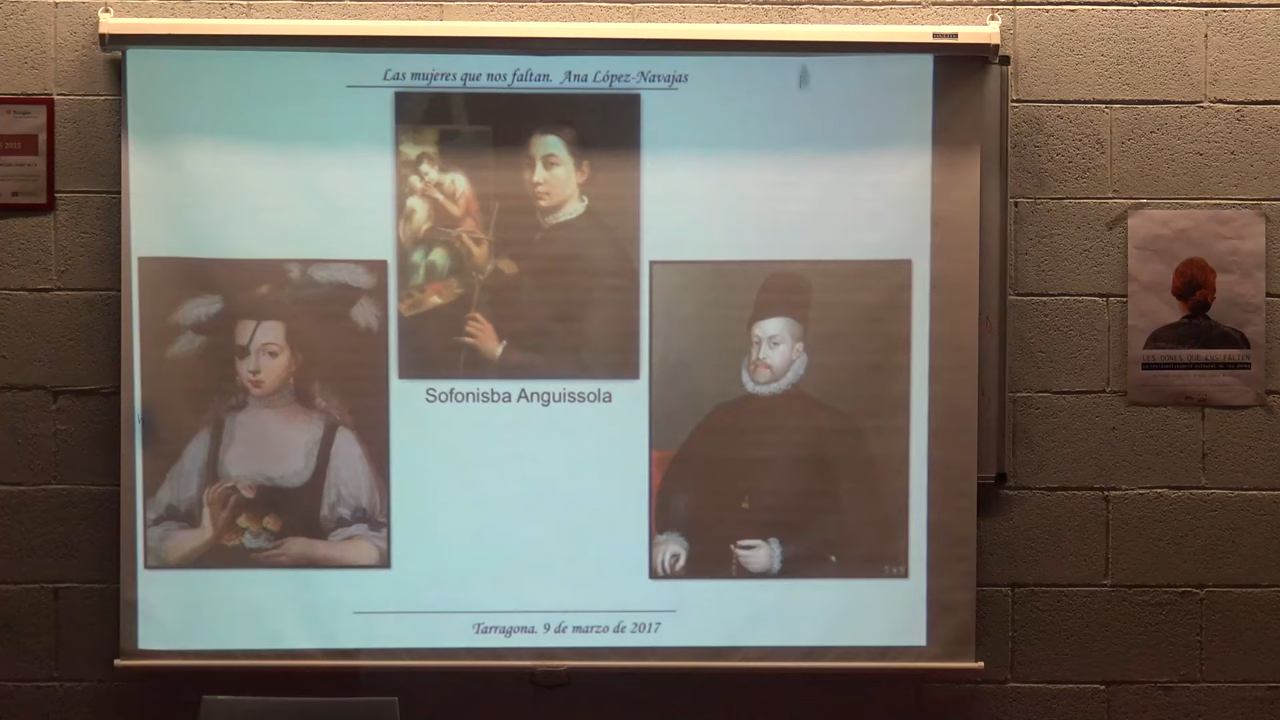 Las mujeres que nos faltan. Ana López-Navajas
Sofonisba Anguissola
Tarragona. 9 de marzo de 2017
LES DONES QUE ENS FALTEN
2015